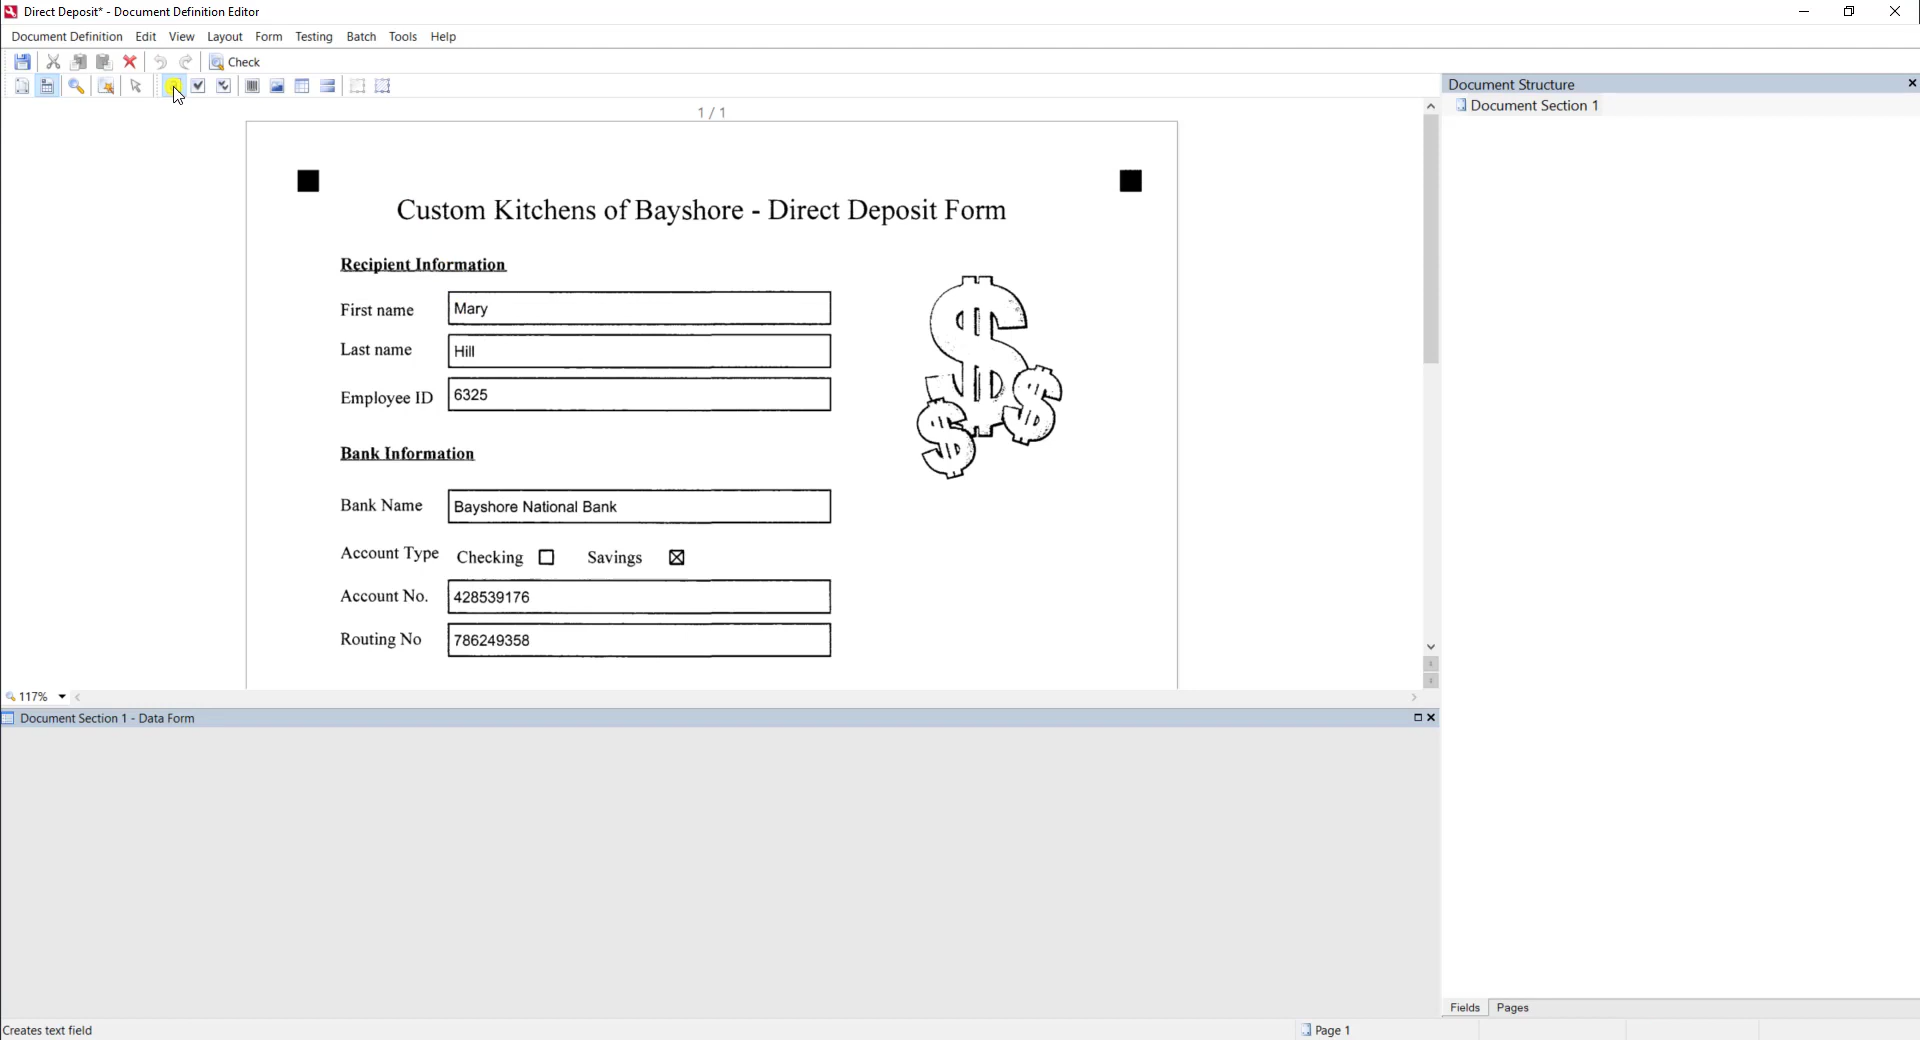 Direct Deposit* - Document Definition Editor
Document Definition Edit View Layout Form Testing Batch Tools Help
Check
Document Structure
Document Section 1
1 / 1
Custom Kitchens of Bayshore - Direct Deposit Form
Recipient Information
First name Mary
Last name Hill
Employee ID 6325
Bank Information
Bank Name Bayshore National Bank
Account Type Checking Savings
Account No. 428539176
Routing No 786249358
117%
Document Section 1 - Data Form
Fields Pages
Creates text field
Page 1